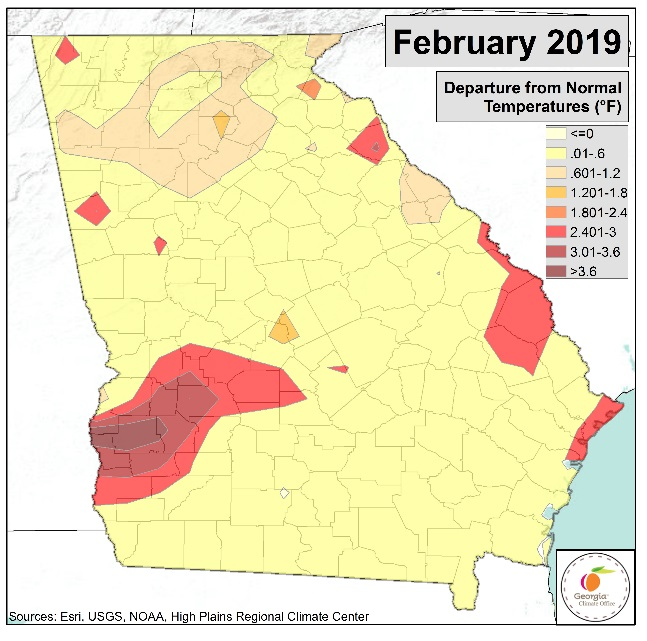 February 2019
Departure from Normal
Temperatures (°F)
<=0
.01-.6
.601-1.2
1.201-1.8
1.801-2.4
2.401-3
3.01-3.6
>3.6
Georgia
Climate Office
Sources: Esri. USGS, NOAA, High Plains Regional Climate Center